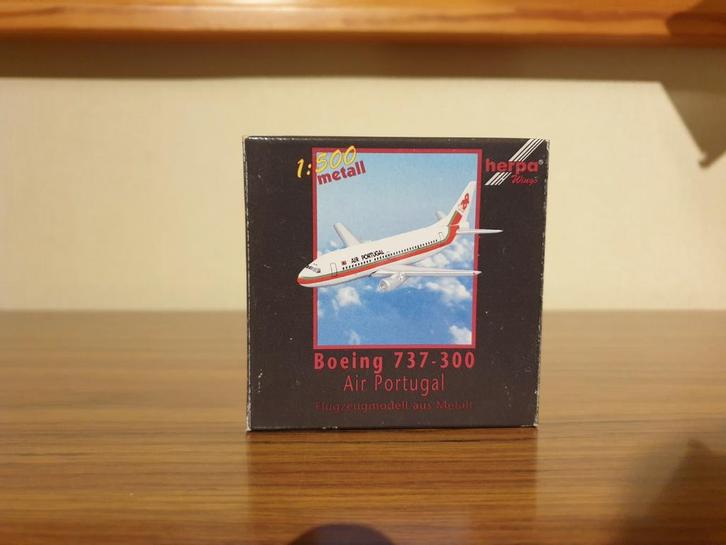 1:500
metall
herpa®
Wings
AIR PORTUGAL
Boeing 737-300
Air Portugal
Flugzeugmodell aus Metall